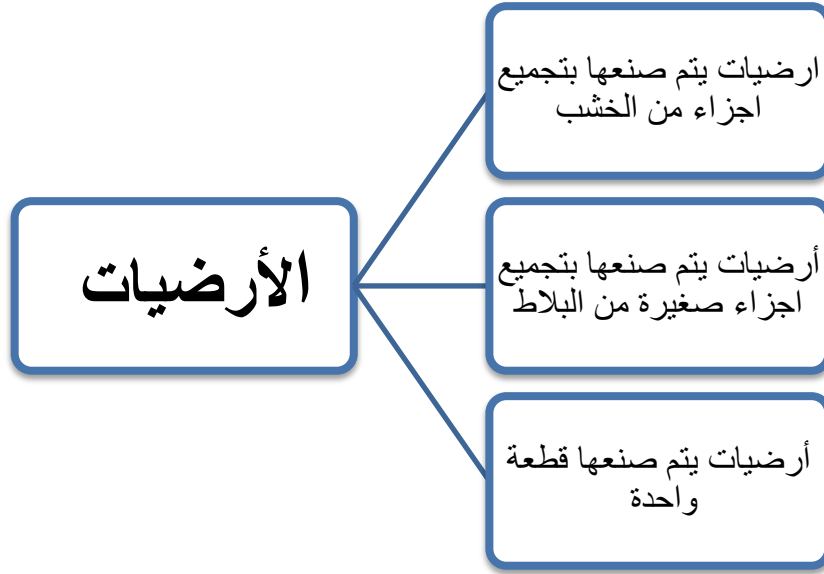 الأرضيات
ارضيات يتم صنعها بتجميع
اجزاء من الخشب
أرضيات يتم صنعها بتجميع
اجزاء صغيرة من البلاط
أرضيات يتم صنعها قطعة
واحدة